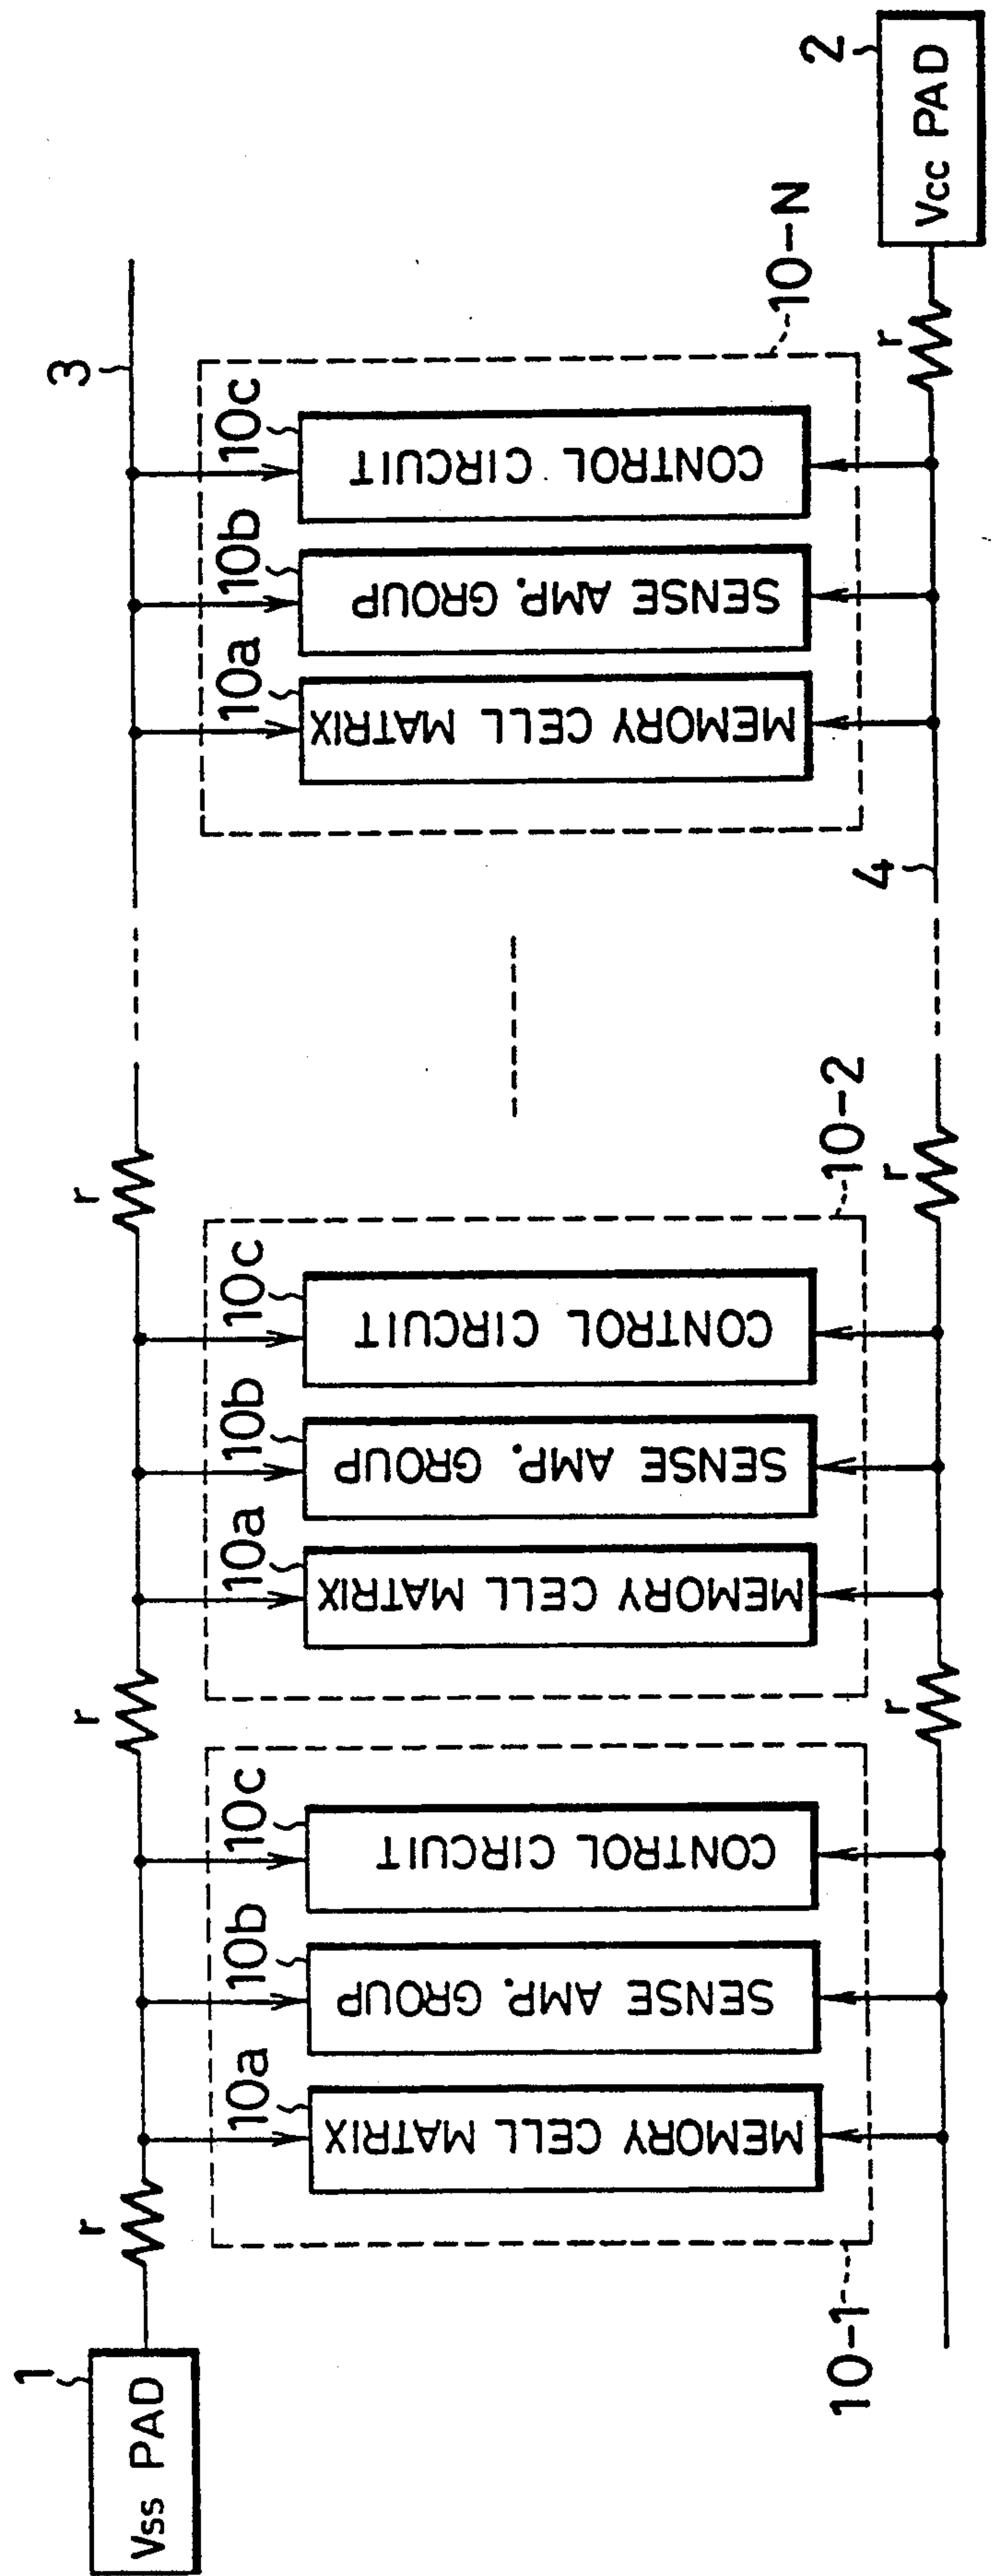 1
Vss PAD
r
r
r
3
10a
MEMORY CELL MATRIX
10b
SENSE AMP. GROUP
10c
CONTROL CIRCUIT
10-1
10a
MEMORY CELL MATRIX
10b
SENSE AMP. GROUP
10c
CONTROL CIRCUIT
10-2
10a
MEMORY CELL MATRIX
10b
SENSE AMP. GROUP
10c
CONTROL CIRCUIT
10-N
r
r
4
r
2
Vcc PAD